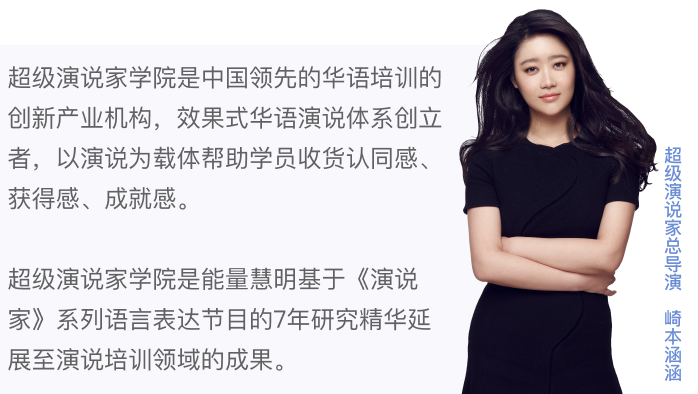 超级演说家学院是中国领先的华语培训的
创新产业机构，效果式华语演说体系创立
者，以演说为载体帮助学员收货认同感、
获得感、成就感。
超级演说家学院是能量慧明基于《演说
家》系列语言表达节目的7年研究精华延
展至演说培训领域的成果。
超级演说家总导演　崎本涵涵